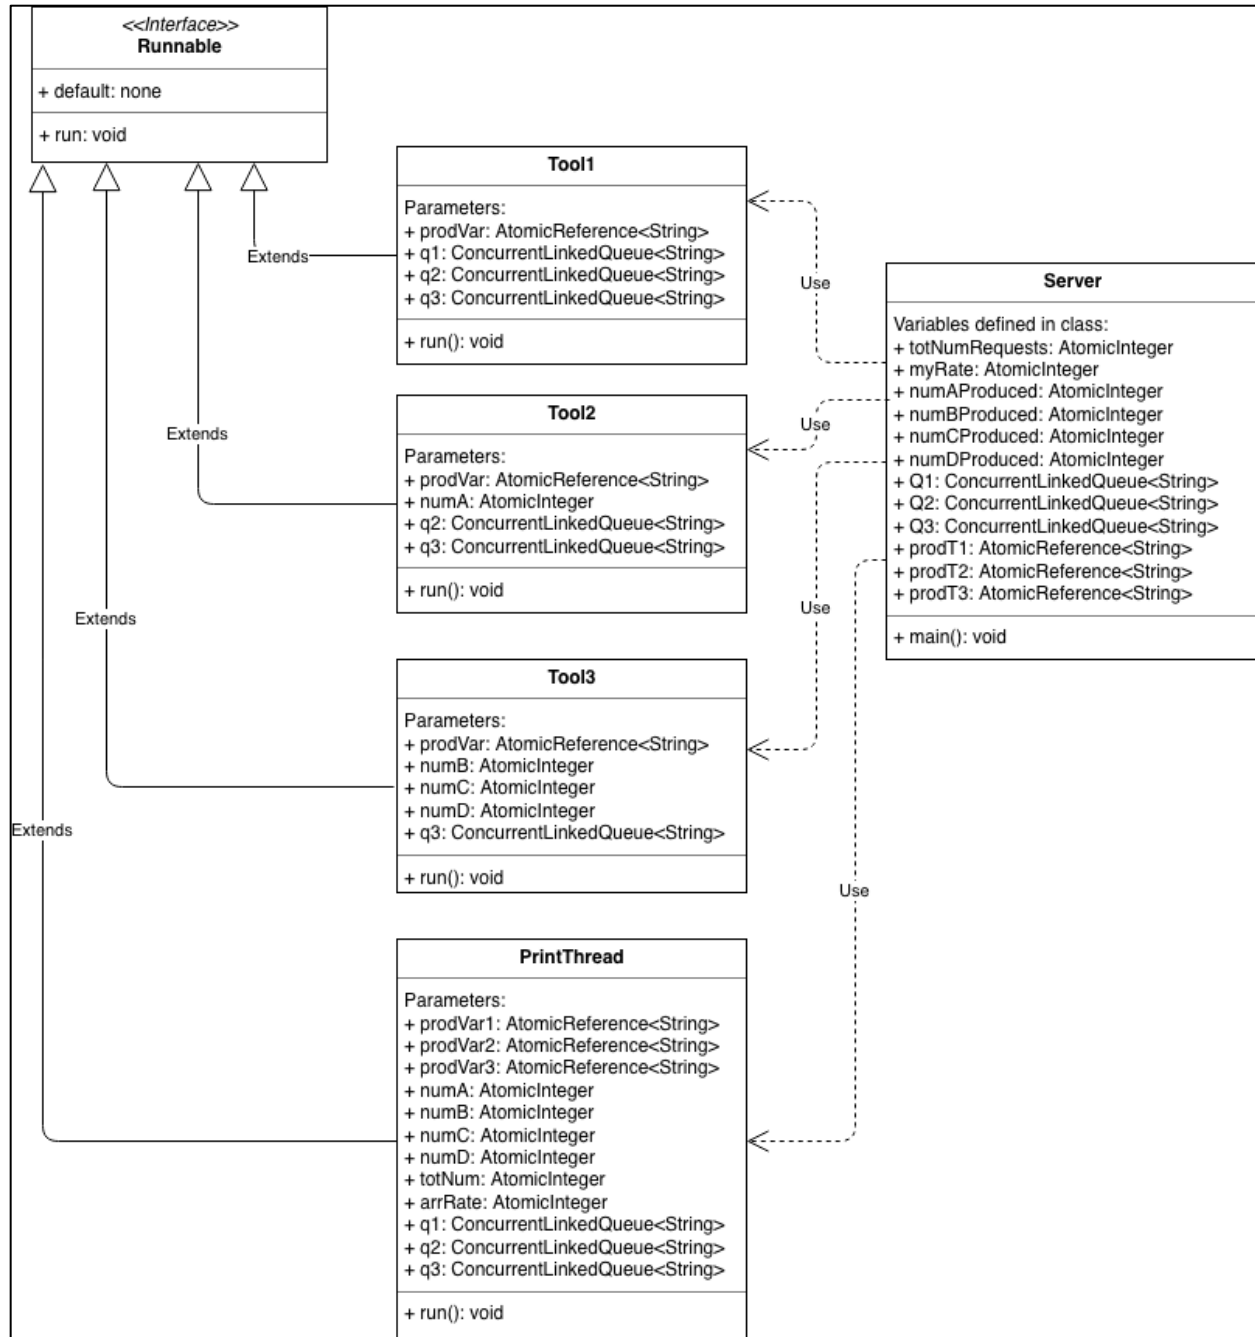 <<Interface>>
Runnable
+ default: none
+ run: void
Tool1
Parameters:
+ prodVar: AtomicReference<String>
+ q1: ConcurrentLinkedQueue<String>
+ q2: ConcurrentLinkedQueue<String>
+ q3: ConcurrentLinkedQueue<String>
+ run(): void
Extends
Use
Server
Variables defined in class:
+ totNumRequests: AtomicInteger
+ myRate: AtomicInteger
+ numAProduced: AtomicInteger
+ numBProduced: AtomicInteger
+ numCProduced: AtomicInteger
+ numDProduced: AtomicInteger
+ Q1: ConcurrentLinkedQueue<String>
+ Q2: ConcurrentLinkedQueue<String>
+ Q3: ConcurrentLinkedQueue<String>
+ prodT1: AtomicReference<String>
+ prodT2: AtomicReference<String>
+ prodT3: AtomicReference<String>
+ main(): void
Tool2
Parameters:
+ prodVar: AtomicReference<String>
+ numA: AtomicInteger
+ q2: ConcurrentLinkedQueue<String>
+ q3: ConcurrentLinkedQueue<String>
+ run(): void
Extends
Use
Tool3
Parameters:
+ prodVar: AtomicReference<String>
+ numB: AtomicInteger
+ numC: AtomicInteger
+ numD: AtomicInteger
+ q3: ConcurrentLinkedQueue<String>
+ run(): void
Extends
Use
PrintThread
Parameters:
+ prodVar1: AtomicReference<String>
+ prodVar2: AtomicReference<String>
+ prodVar3: AtomicReference<String>
+ numA: AtomicInteger
+ numB: AtomicInteger
+ numC: AtomicInteger
+ numD: AtomicInteger
+ totNum: AtomicInteger
+ arrRate: AtomicInteger
+ q1: ConcurrentLinkedQueue<String>
+ q2: ConcurrentLinkedQueue<String>
+ q3: ConcurrentLinkedQueue<String>
+ run(): void
Extends
Use